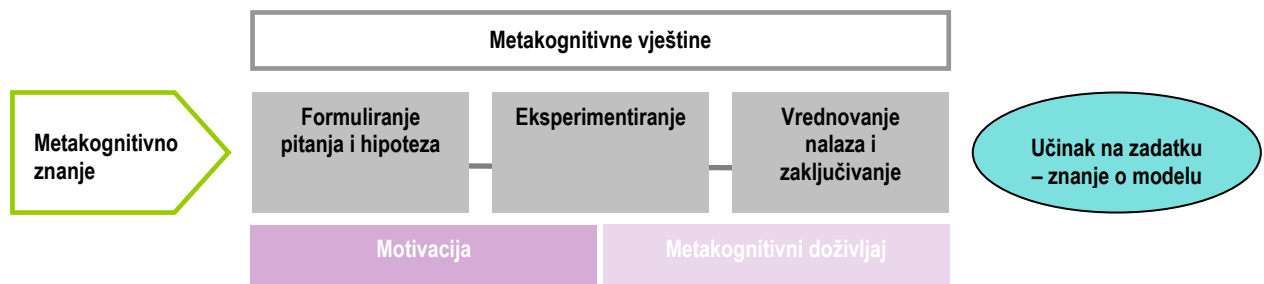 Metakognitivne vještine
Metakognitivno
znanje
Formuliranje
pitanja i hipoteza
Eksperimentiranje
Vrednovanje
nalaza i
zaključivanje
Učinak na zadatku
– znanje o modelu
Motivacija
Metakognitivni doživljaj